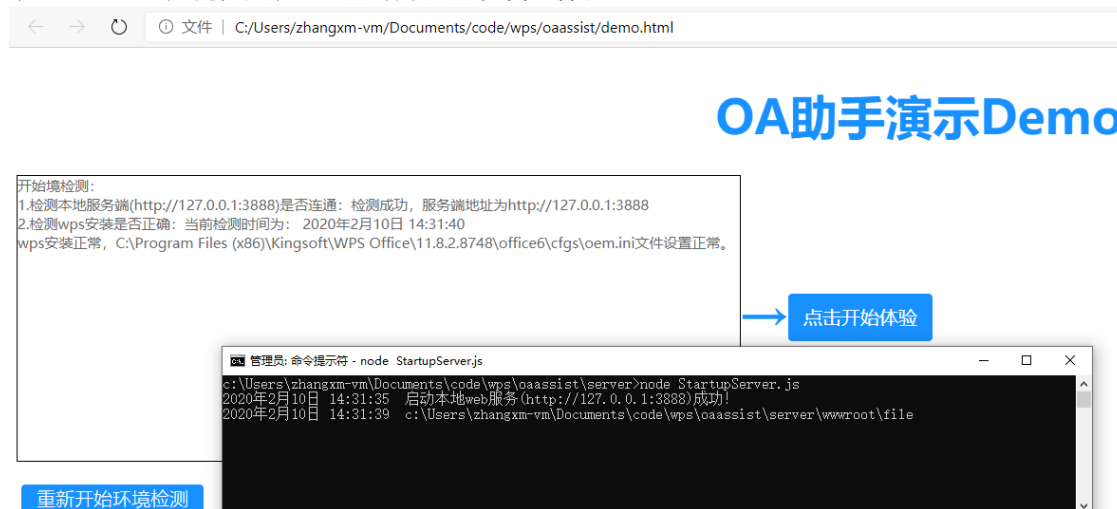 文件 C:/Users/zhangxm-vm/Documents/code/wps/oaassist/demo.html
OA助手演示Demo
开始境检测：
1.检测本地服务端(http://127.0.0.1:3888)是否连通：检测成功，服务端地址为http://127.0.0.1:3888
2.检测wps安装是否正确：当前检测时间为： 2020年2月10日 14:31:40
wps安装正常，C:\Program Files (x86)\Kingsoft\WPS Office\11.8.2.8748\office6\cfgs\oem.ini文件设置正常。
点击开始体验
管理员: 命令提示符 - node StartupServer.js
c:\Users\zhangxm-vm\Documents\code\wps\oaassist\server>node StartupServer.js
2020年2月10日 14:31:35 启动本地web服务(http://127.0.0.1:3888)成功!
2020年2月10日 14:31:39 c:\Users\zhangxm-vm\Documents\code\wps\oaassist\server\wwwroot\file
重新开始环境检测